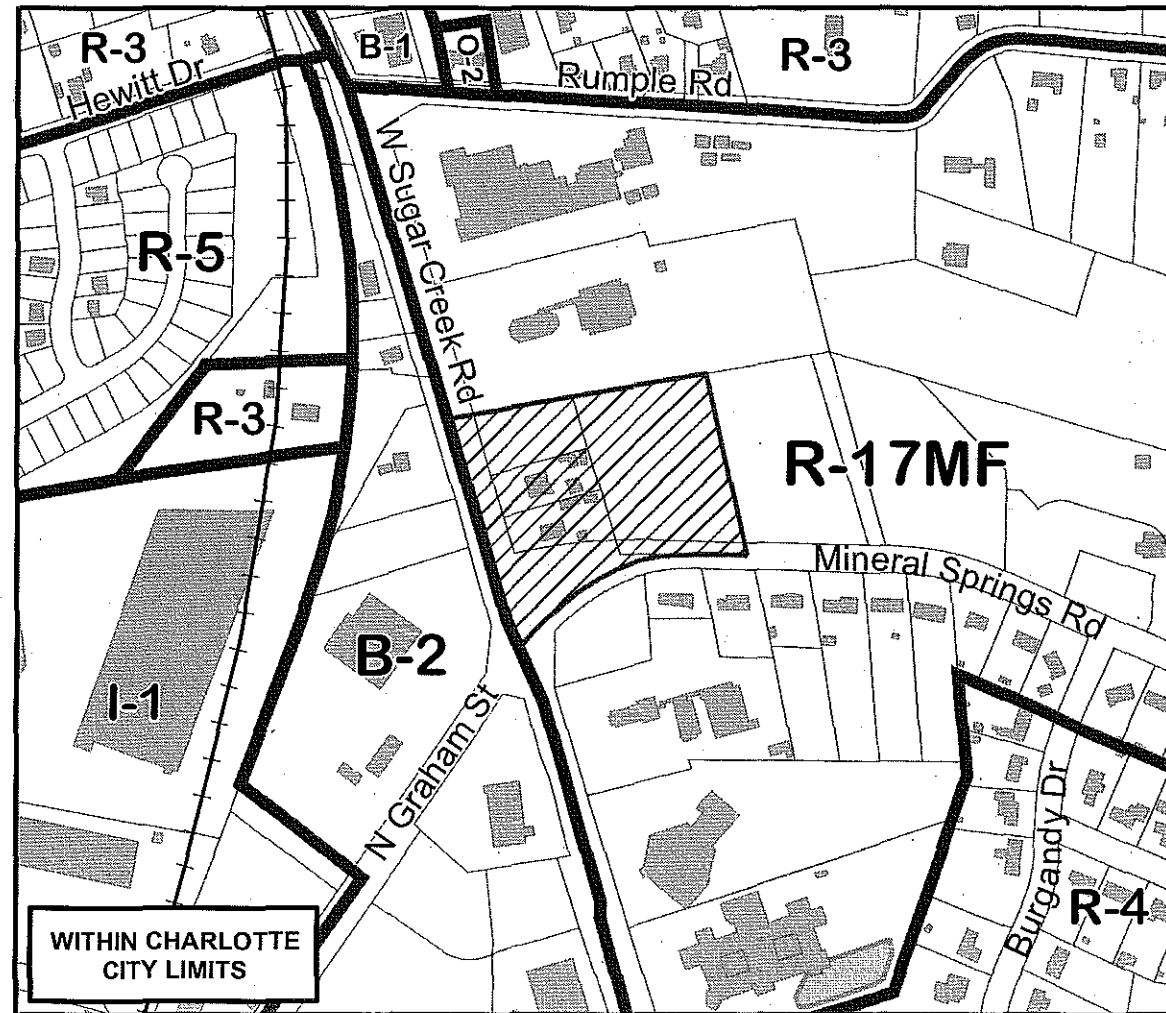 R-3
Hewitt Dr
B-1
O-2
Rumple Rd
R-3
W Sugar Creek Rd
R-5
R-3
R-17MF
Mineral Springs Rd
B-2
I-1
N Graham St
Burgandy Dr
R-4
WITHIN CHARLOTTE
CITY LIMITS